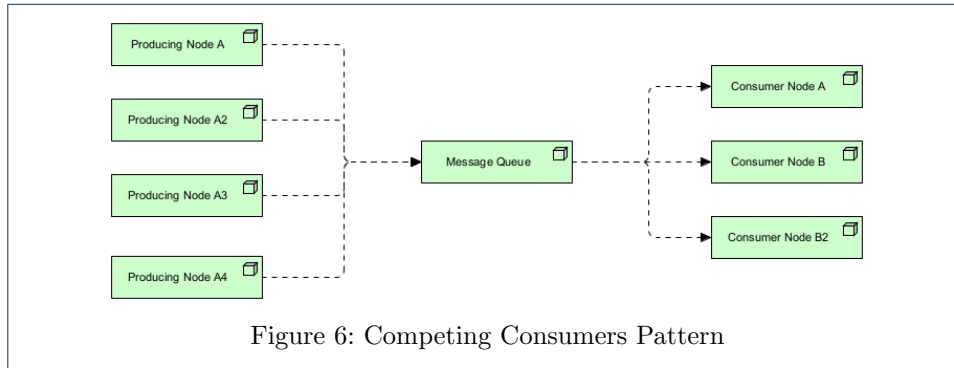 Producing Node A
Producing Node A2
Producing Node A3
Producing Node A4
Message Queue
Consumer Node A
Consumer Node B
Consumer Node B2
Figure 6: Competing Consumers Pattern